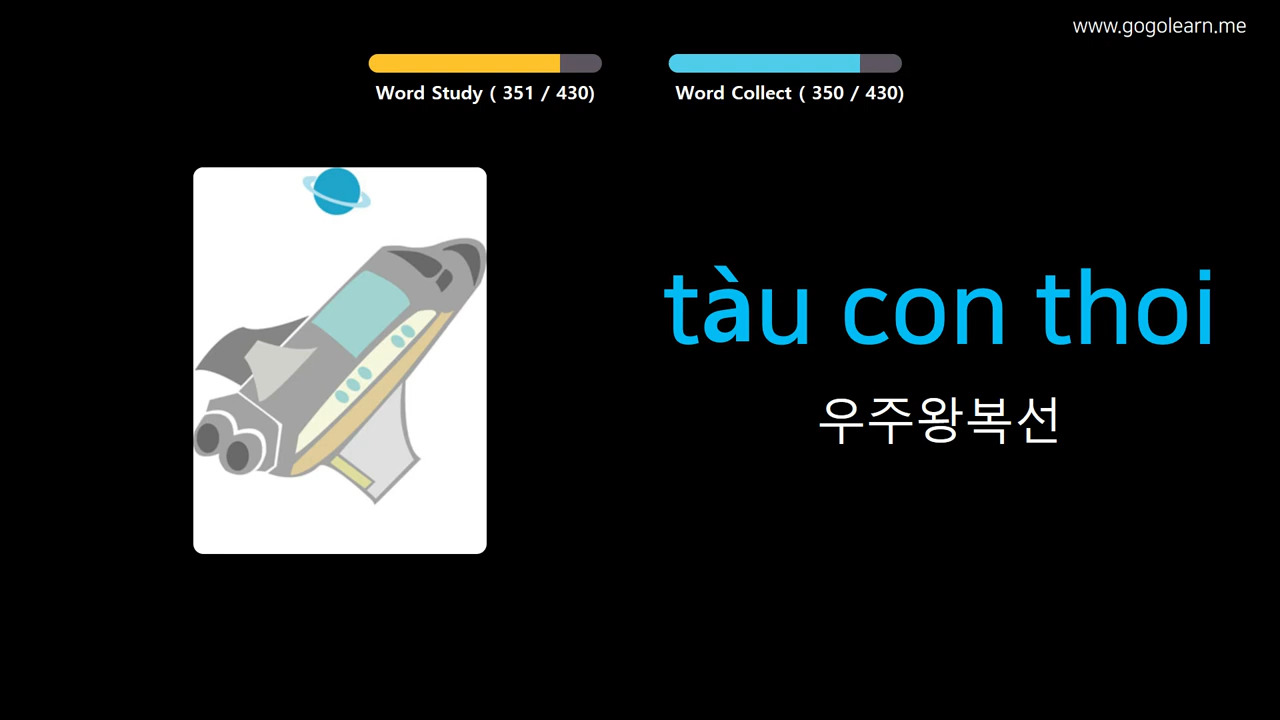 www.gogolearn.me
Word Study ( 351 / 430)
Word Collect ( 350 / 430)
tàu con thoi
우주왕복선